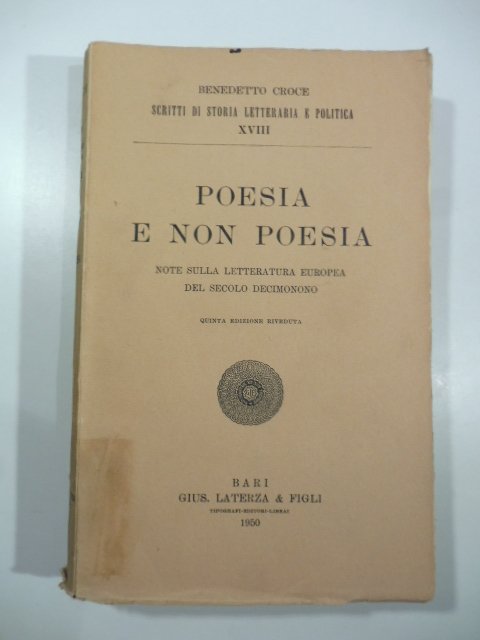 BENEDETTO CROCE
SCRITTI DI STORIA LETTERARIA E POLITICA
XVIII
POESIA
E NON POESIA
NOTE SULLA LETTERATURA EUROPEA
DEL SECOLO DECIMONONO
QUINTA EDIZIONE RIVEDUTA
BARI
GIUS. LATERZA & FIGLI
TIPOGRAFI-EDITORI-LIBRAI
1950